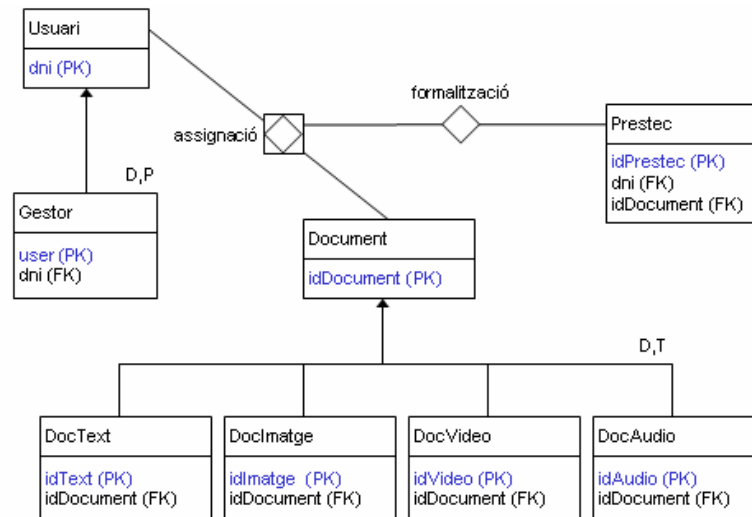 Usuari
dni (PK)
formalització
assignació
Prestec
idPrestec (PK)
dni (FK)
idDocument (FK)
D,P
Gestor
user (PK)
dni (FK)
Document
idDocument (PK)
D,T
DocText
idText (PK)
idDocument (FK)
DocImatge
idImatge (PK)
idDocument (FK)
DocVideo
idVideo (PK)
idDocument (FK)
DocAudio
idAudio (PK)
idDocument (FK)